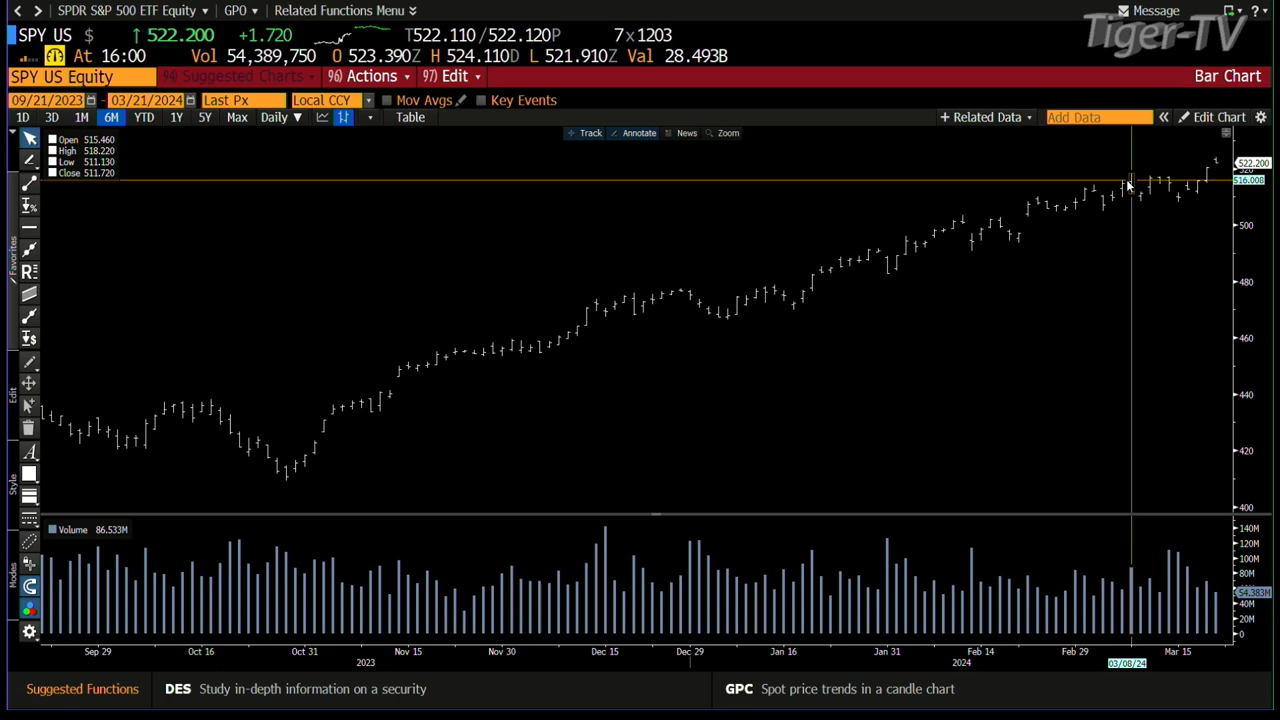 SPDR S&P 500 ETF Equity GPO Related Functions Menu Message ?
Tiger-TV
SPY US $ ↑ 522.200 +1.720 T522.110/522.120P 7x1203
At 16:00 Vol 54,389,750 O 523.390Z H 524.110D L 521.910Z Val 28.493B
SPY US Equity 94) Suggested Charts 96) Actions 97) Edit Bar Chart
09/21/2023 - 03/21/2024 Last Px Local CCY Mov Avgs Key Events
1D 3D 1M 6M YTD 1Y 5Y Max Daily ▼ Table + Related Data Add Data « Edit Chart
Track Annotate News Zoom
Open 515.460
High 518.220
Low 511.130
Close 511.720
522.200
520
516.008
500
480
460
440
420
400
Favorites
Edit
Style
Modes
Volume 86.533M
140M
120M
100M
80M
60M
54.383M
40M
20M
0
Sep 29 Oct 16 Oct 31 Nov 15 Nov 30 Dec 15 Dec 29 Jan 16 Jan 31 Feb 14 Feb 29 Mar 15
2023 2024 03/08/24
Suggested Functions DES Study in-depth information on a security GPC Spot price trends in a candle chart